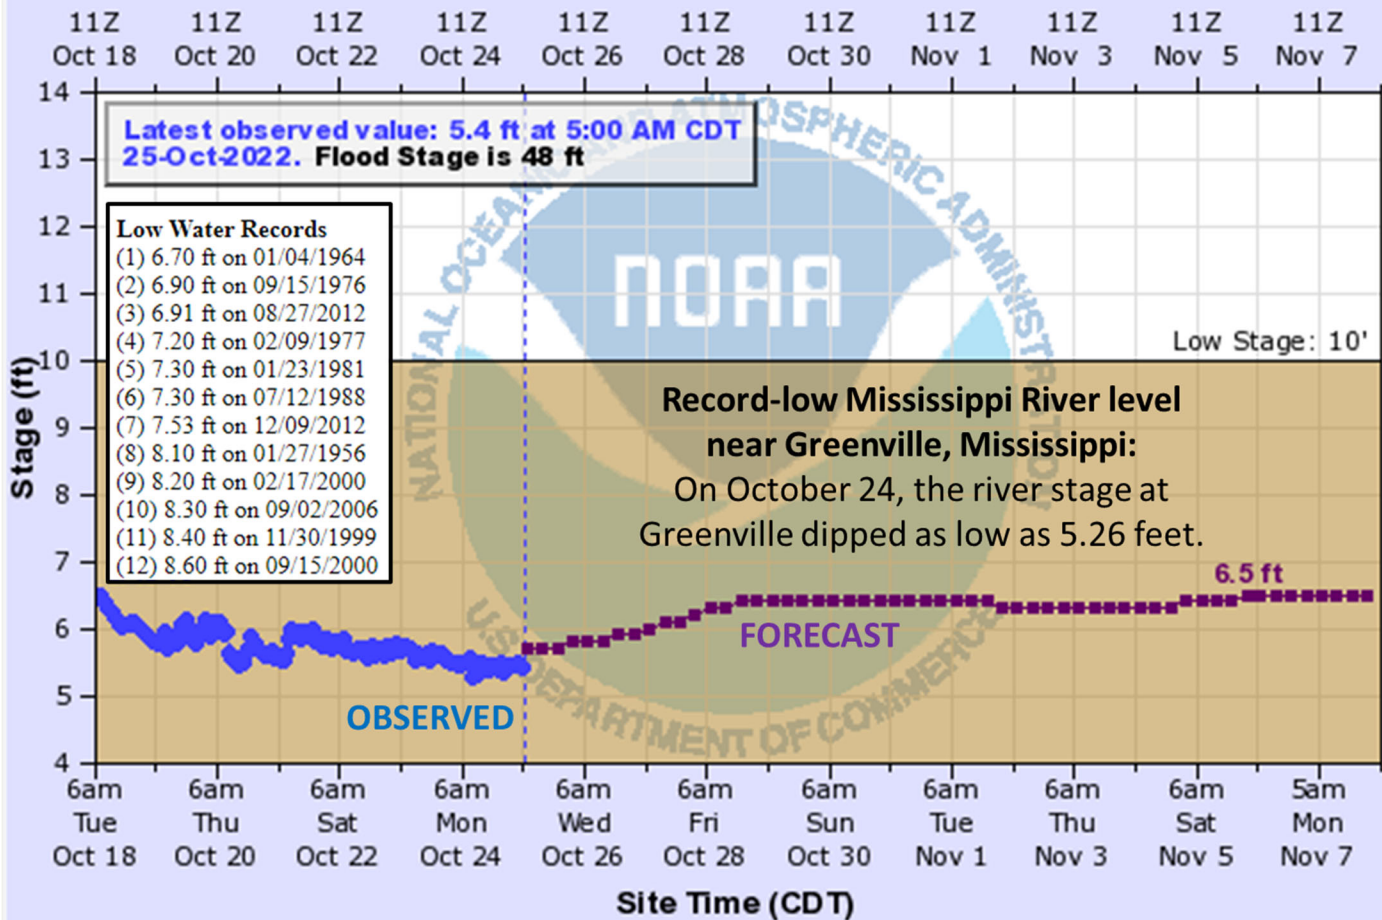 11Z 11Z 11Z 11Z 11Z 11Z 11Z 11Z 11Z 11Z 11Z
Oct 18 Oct 20 Oct 22 Oct 24 Oct 26 Oct 28 Oct 30 Nov 1 Nov 3 Nov 5 Nov 7
14
13
12
11
10
9
8
7
6
5
4
Stage (ft)
Latest observed value: 5.4 ft at 5:00 AM CDT
25-Oct-2022. Flood Stage is 48 ft
Low Water Records
(1) 6.70 ft on 01/04/1964
(2) 6.90 ft on 09/15/1976
(3) 6.91 ft on 08/27/2012
(4) 7.20 ft on 02/09/1977
(5) 7.30 ft on 01/23/1981
(6) 7.30 ft on 07/12/1988
(7) 7.53 ft on 12/09/2012
(8) 8.10 ft on 01/27/1956
(9) 8.20 ft on 02/17/2000
(10) 8.30 ft on 09/02/2006
(11) 8.40 ft on 11/30/1999
(12) 8.60 ft on 09/15/2000
NATIONAL OCEANIC AND ATMOSPHERIC ADMINISTRATION
NOAA
U.S. DEPARTMENT OF COMMERCE
Low Stage: 10'
Record-low Mississippi River level
near Greenville, Mississippi:
On October 24, the river stage at
Greenville dipped as low as 5.26 feet.
6.5 ft
FORECAST
OBSERVED
6am 6am 6am 6am 6am 6am 6am 6am 6am 6am 5am
Tue Thu Sat Mon Wed Fri Sun Tue Thu Sat Mon
Oct 18 Oct 20 Oct 22 Oct 24 Oct 26 Oct 28 Oct 30 Nov 1 Nov 3 Nov 5 Nov 7
Site Time (CDT)